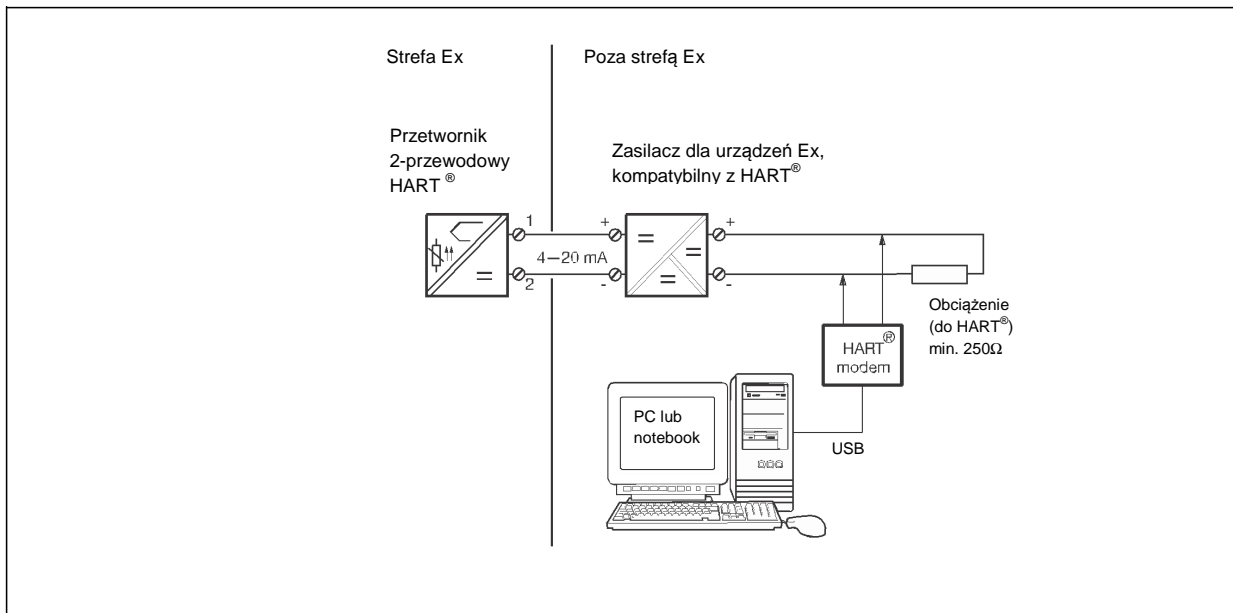 Strefa Ex
Poza strefą Ex
Przetwornik
2-przewodowy
HART ®
Zasilacz dla urządzeń Ex,
kompatybilny z HART®
1
+
+
4–20 mA
2
-
-
Obciążenie
(do HART®)
min. 250Ω
HART®
modem
PC lub
notebook
USB